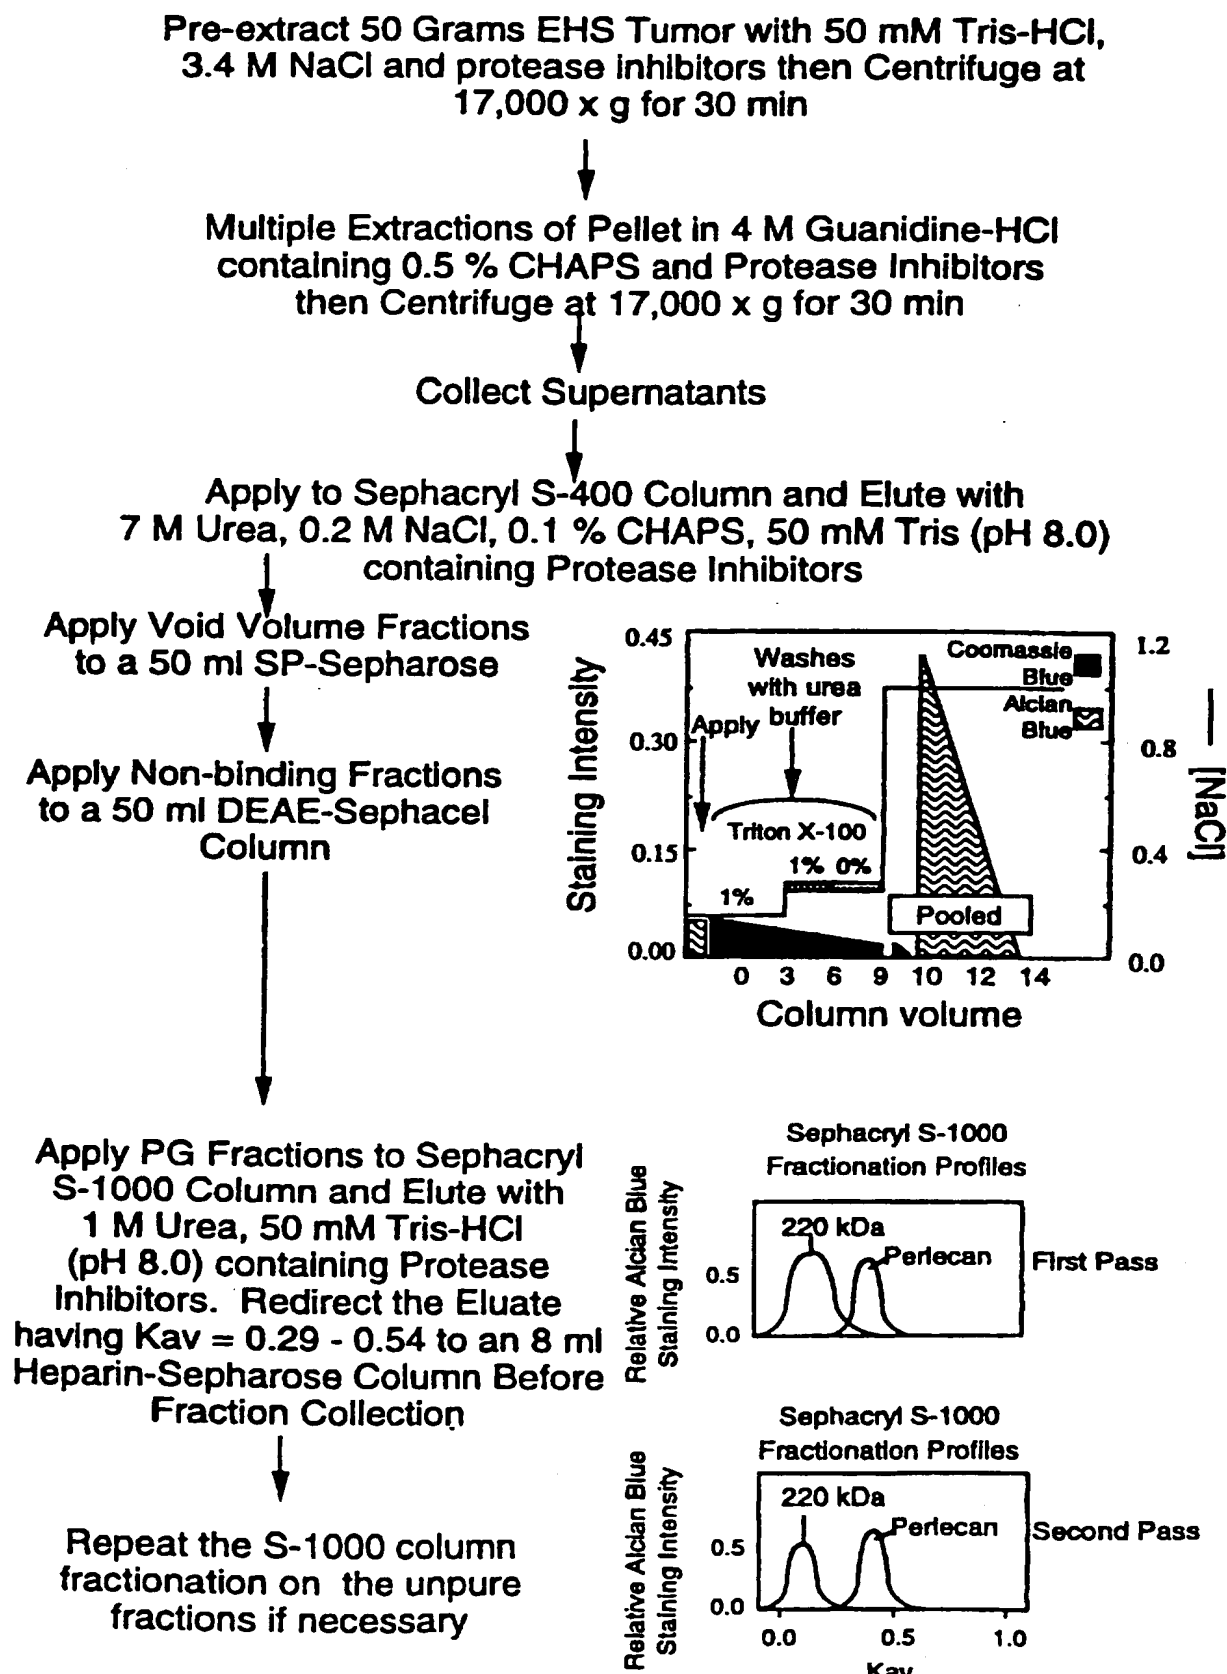 Pre-extract 50 Grams EHS Tumor with 50 mM Tris-HCl,
3.4 M NaCl and protease inhibitors then Centrifuge at
17,000 x g for 30 min
Multiple Extractions of Pellet in 4 M Guanidine-HCl
containing 0.5 % CHAPS and Protease Inhibitors
then Centrifuge at 17,000 x g for 30 min
Collect Supernatants
Apply to Sephacryl S-400 Column and Elute with
7 M Urea, 0.2 M NaCl, 0.1 % CHAPS, 50 mM Tris (pH 8.0)
containing Protease Inhibitors
Apply Void Volume Fractions
to a 50 ml SP-Sepharose
Apply Non-binding Fractions
to a 50 ml DEAE-Sephacel
Column
Staining Intensity
0.45
0.30
0.15
0.00
Washes
with urea
buffer
Apply
Triton X-100
1% 0%
1%
Coomassie
Blue
Alcian
Blue
Pooled
1.2
0.8
0.4
0.0
[NaCl]
0 3 6 9 10 12 14
Column volume
Apply PG Fractions to Sephacryl
S-1000 Column and Elute with
1 M Urea, 50 mM Tris-HCl
(pH 8.0) containing Protease
Inhibitors. Redirect the Eluate
having Kav = 0.29 - 0.54 to an 8 ml
Heparin-Sepharose Column Before
Fraction Collection
Repeat the S-1000 column
fractionation on the unpure
fractions if necessary
Sephacryl S-1000
Fractionation Profiles
Relative Alcian Blue
Staining Intensity
0.5
0.0
220 kDa
Perlecan
First Pass
Sephacryl S-1000
Fractionation Profiles
Relative Alcian Blue
Staining Intensity
0.5
0.0
220 kDa
Perlecan
Second Pass
0.0 0.5 1.0
Kav